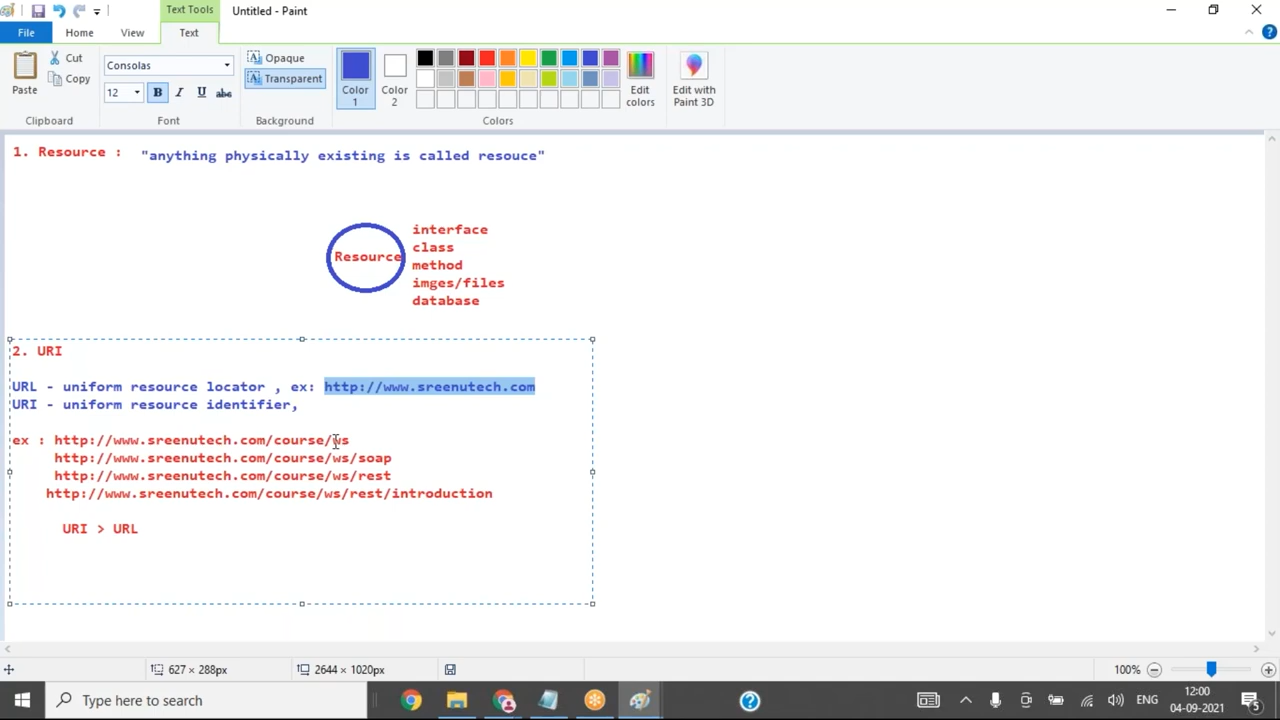 Untitled - Paint
Text Tools
File
Home
View
Text
Paste
Cut
Copy
Clipboard
Consolas
12
B
I
U
abc
Font
Opaque
Transparent
Background
Color 1
Color 2
Edit colors
Colors
Edit with Paint 3D
1. Resource : "anything physically existing is called resouce"
Resource
interface
class
method
imges/files
database
2. URI
URL - uniform resource locator , ex: http://www.sreenutech.com
URI - uniform resource identifier,
ex : http://www.sreenutech.com/course/ws
http://www.sreenutech.com/course/ws/soap
http://www.sreenutech.com/course/ws/rest
http://www.sreenutech.com/course/ws/rest/introduction
URI > URL
627 × 288px
2644 × 1020px
100%
Type here to search
ENG
12:00
04-09-2021
5